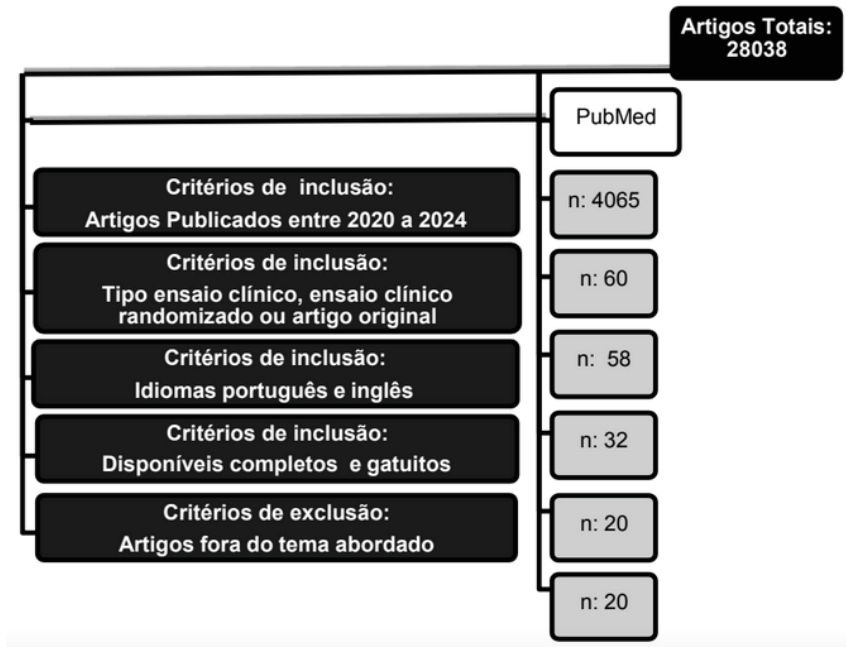 Artigos Totais:
28038
PubMed
Critérios de inclusão:
Artigos Publicados entre 2020 a 2024
n: 4065
Critérios de inclusão:
Tipo ensaio clínico, ensaio clínico
randomizado ou artigo original
n: 60
Critérios de inclusão:
Idiomas português e inglês
n: 58
Critérios de inclusão:
Disponíveis completos e gatuitos
n: 32
Critérios de exclusão:
Artigos fora do tema abordado
n: 20
n: 20